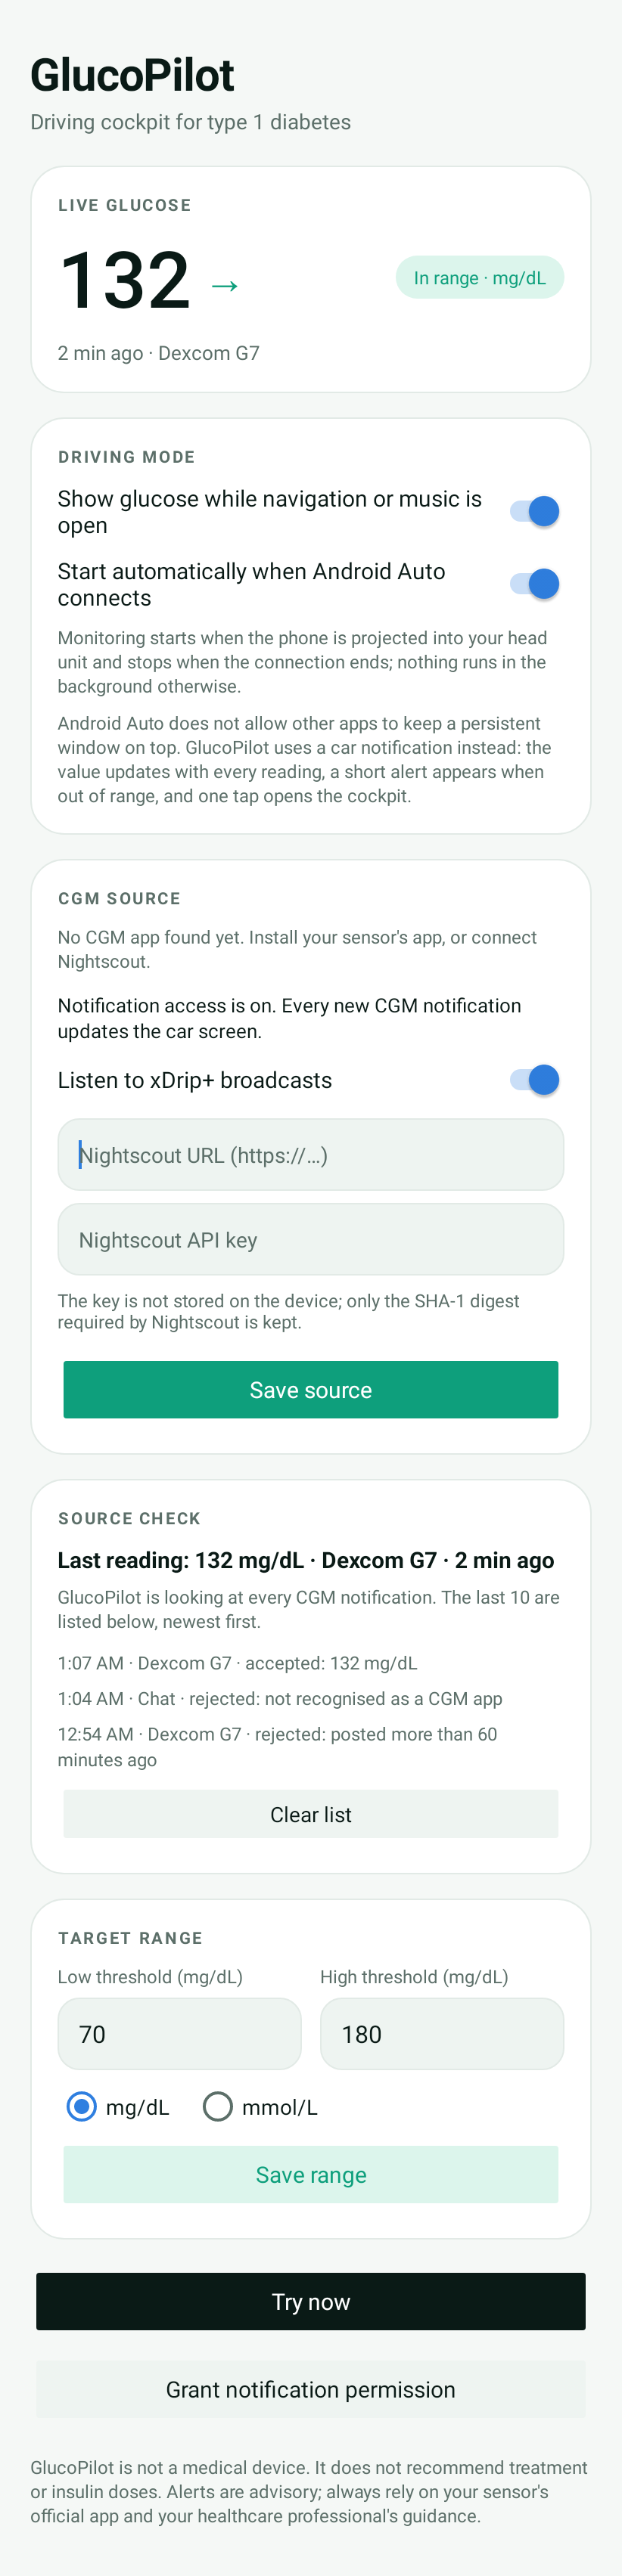 GlucoPilot
Driving cockpit for type 1 diabetes
LIVE GLUCOSE
132 →
In range · mg/dL
2 min ago · Dexcom G7
DRIVING MODE
Show glucose while navigation or music is
open
Start automatically when Android Auto
connects
Monitoring starts when the phone is projected into your head
unit and stops when the connection ends; nothing runs in the
background otherwise.
Android Auto does not allow other apps to keep a persistent
window on top. GlucoPilot uses a car notification instead: the
value updates with every reading, a short alert appears when
out of range, and one tap opens the cockpit.
CGM SOURCE
No CGM app found yet. Install your sensor's app, or connect
Nightscout.
Notification access is on. Every new CGM notification
updates the car screen.
Listen to xDrip+ broadcasts
Nightscout URL (https://…)
Nightscout API key
The key is not stored on the device; only the SHA-1 digest
required by Nightscout is kept.
Save source
SOURCE CHECK
Last reading: 132 mg/dL · Dexcom G7 · 2 min ago
GlucoPilot is looking at every CGM notification. The last 10 are
listed below, newest first.
1:07 AM · Dexcom G7 · accepted: 132 mg/dL
1:04 AM · Chat · rejected: not recognised as a CGM app
12:54 AM · Dexcom G7 · rejected: posted more than 60
minutes ago
Clear list
TARGET RANGE
Low threshold (mg/dL) High threshold (mg/dL)
70 180
mg/dL mmol/L
Save range
Try now
Grant notification permission
GlucoPilot is not a medical device. It does not recommend treatment
or insulin doses. Alerts are advisory; always rely on your sensor's
official app and your healthcare professional's guidance.